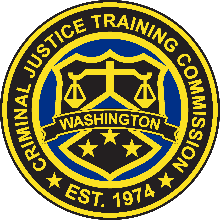 CRIMINAL JUSTICE TRAINING COMMISSION
WASHINGTON
EST. 1974